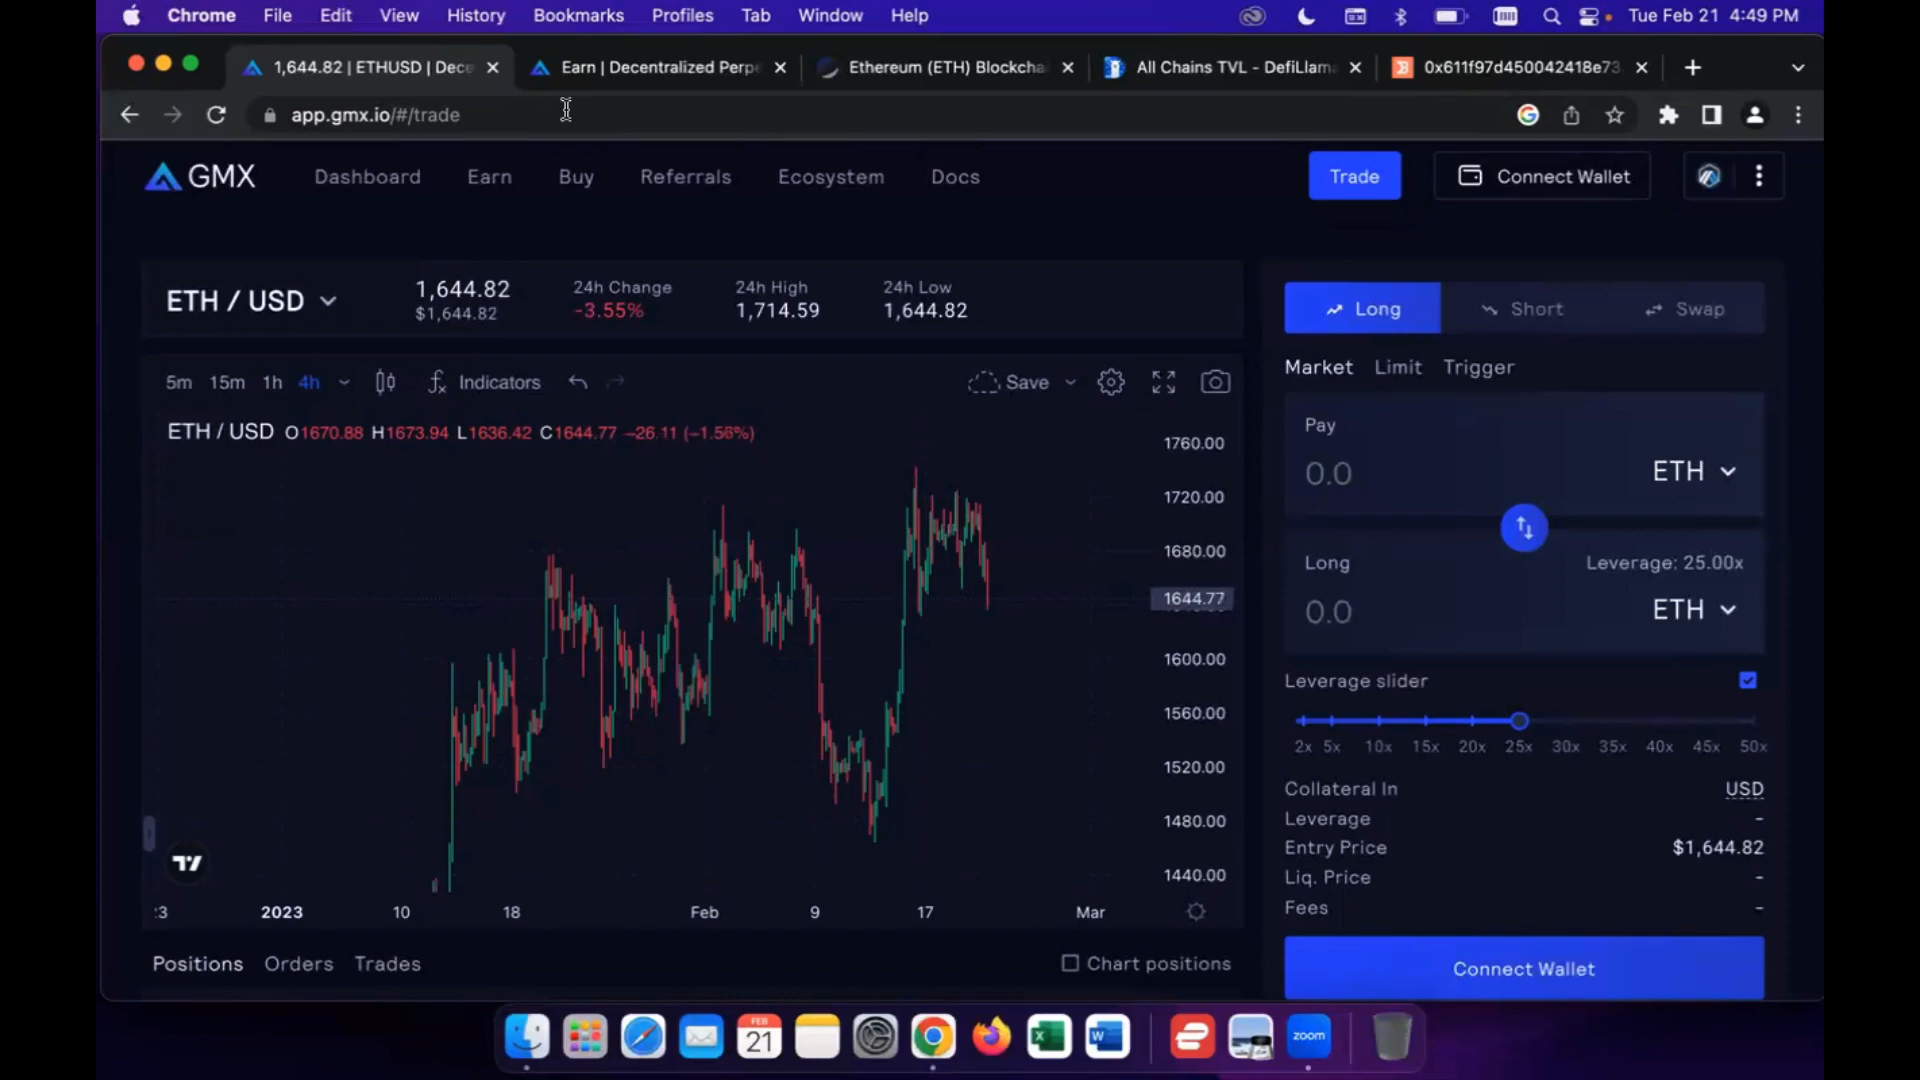 Chrome File Edit View History Bookmarks Profiles Tab Window Help Tue Feb 21 4:49 PM
1,644.82 | ETHUSD | Dece Earn | Decentralized Perpe Ethereum (ETH) Blockcha All Chains TVL - DefiLlam 0x611f97d450042418e73
app.gmx.io/#/trade
GMX Dashboard Earn Buy Referrals Ecosystem Docs Trade Connect Wallet
ETH / USD
1,644.82
$1,644.82
24h Change
-3.55%
24h High
1,714.59
24h Low
1,644.82
5m 15m 1h 4h Indicators Save
ETH / USD O1670.88 H1673.94 L1636.42 C1644.77 −26.11 (−1.56%)
1760.00
1720.00
1680.00
1644.77
1600.00
1560.00
1520.00
1480.00
1440.00
:3 2023 10 18 Feb 9 17 Mar
Positions Orders Trades Chart positions
Long Short Swap
Market Limit Trigger
Pay
0.0 ETH
Long Leverage: 25.00x
0.0 ETH
Leverage slider
2x 5x 10x 15x 20x 25x 30x 35x 40x 45x 50x
Collateral In USD
Leverage -
Entry Price $1,644.82
Liq. Price -
Fees -
Connect Wallet
FEB
21
zoom